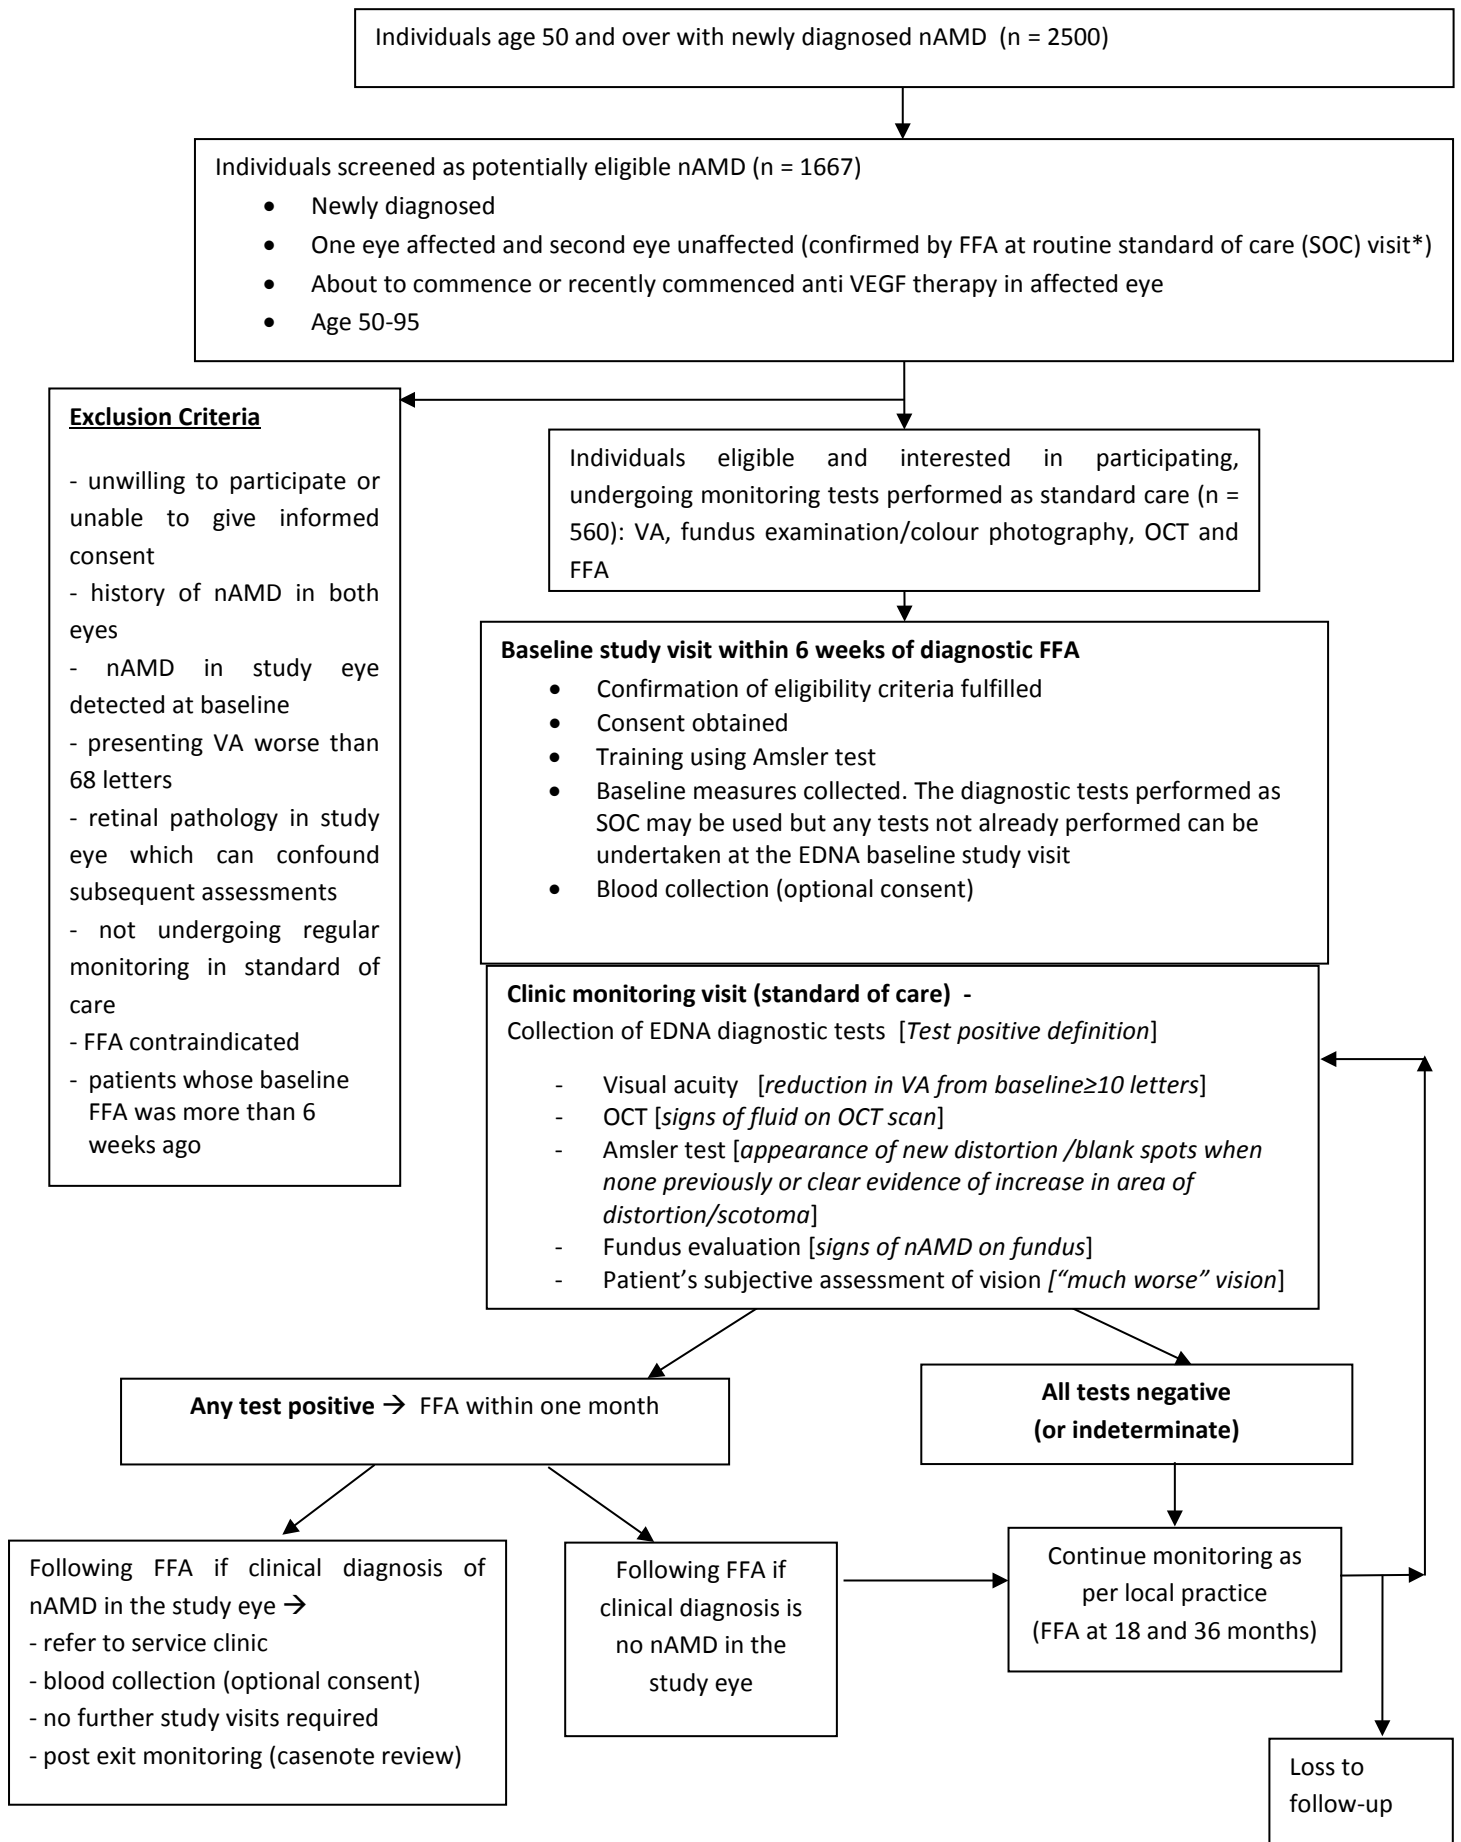 Individuals age 50 and over with newly diagnosed nAMD (n = 2500)
Individuals screened as potentially eligible nAMD (n = 1667)
• Newly diagnosed
• One eye affected and second eye unaffected (confirmed by FFA at routine standard of care (SOC) visit*)
• About to commence or recently commenced anti VEGF therapy in affected eye
• Age 50-95
Exclusion Criteria
- unwilling to participate or
unable to give informed
consent
- history of nAMD in both
eyes
- nAMD in study eye
detected at baseline
- presenting VA worse than
68 letters
- retinal pathology in study
eye which can confound
subsequent assessments
- not undergoing regular
monitoring in standard of
care
- FFA contraindicated
- patients whose baseline
FFA was more than 6
weeks ago
Individuals eligible and interested in participating,
undergoing monitoring tests performed as standard care (n =
560): VA, fundus examination/colour photography, OCT and
FFA
Baseline study visit within 6 weeks of diagnostic FFA
• Confirmation of eligibility criteria fulfilled
• Consent obtained
• Training using Amsler test
• Baseline measures collected. The diagnostic tests performed as
SOC may be used but any tests not already performed can be
undertaken at the EDNA baseline study visit
• Blood collection (optional consent)
Clinic monitoring visit (standard of care) -
Collection of EDNA diagnostic tests [Test positive definition]
- Visual acuity [reduction in VA from baseline≥10 letters]
- OCT [signs of fluid on OCT scan]
- Amsler test [appearance of new distortion /blank spots when
none previously or clear evidence of increase in area of
distortion/scotoma]
- Fundus evaluation [signs of nAMD on fundus]
- Patient's subjective assessment of vision ["much worse" vision]
Any test positive → FFA within one month
All tests negative
(or indeterminate)
Following FFA if clinical diagnosis of
nAMD in the study eye →
- refer to service clinic
- blood collection (optional consent)
- no further study visits required
- post exit monitoring (casenote review)
Following FFA if
clinical diagnosis is
no nAMD in the
study eye
Continue monitoring as
per local practice
(FFA at 18 and 36 months)
Loss to
follow-up